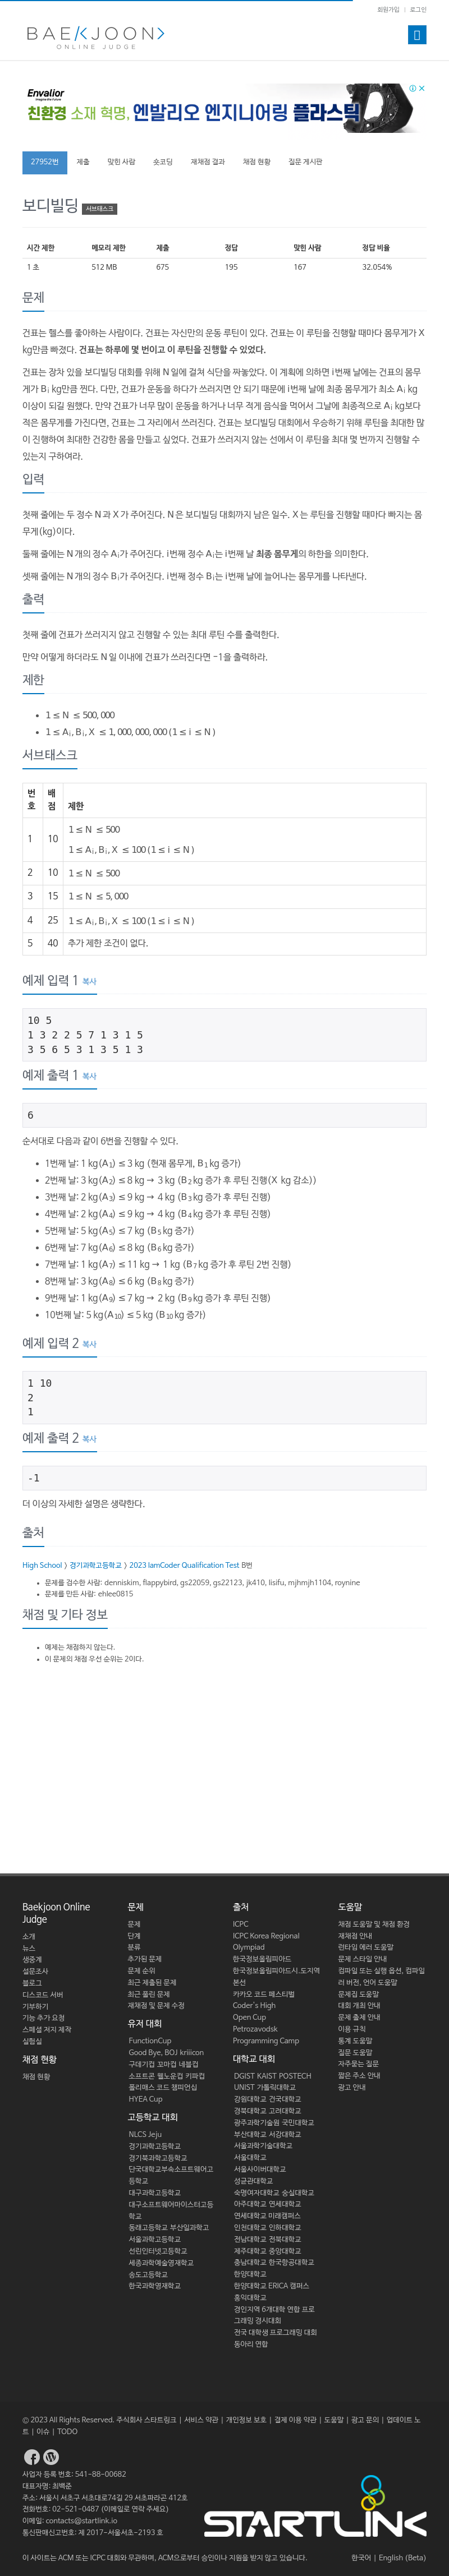 회원가입 | 로그인
BAEKJOON
ONLINE JUDGE
Envalior
Imagine the Future
친환경 소재 혁명, 엔발리오 엔지니어링 플라스틱
27952번 제출 맞힌 사람 숏코딩 재채점 결과 채점 현황 질문 게시판
보디빌딩 서브태스크
시간 제한 메모리 제한 제출 정답 맞힌 사람 정답 비율
1 초 512 MB 675 195 167 32.054%
문제
건표는 헬스를 좋아하는 사람이다. 건표는 자신만의 운동 루틴이 있다. 건표는 이 루틴을 진행할 때마다 몸무게가 X
kg만큼 빠졌다. 건표는 하루에 몇 번이고 이 루틴을 진행할 수 있었다.
건표는 장차 있을 보디빌딩 대회를 위해 N일에 걸쳐 식단을 짜놓았다. 이 계획에 의하면 i번째 날에는 건표의 몸무
게가 Bᵢ kg만큼 찐다. 다만, 건표가 운동을 하다가 쓰러지면 안 되기 때문에 i번째 날에 최종 몸무게가 최소 Aᵢ kg
이상이 되길 원했다. 만약 건표가 너무 많이 운동을 하거나 너무 적게 음식을 먹어서 그날에 최종적으로 Aᵢ kg보다
적은 몸무게를 가진다면, 건표는 그 자리에서 쓰러진다. 건표는 보디빌딩 대회에서 우승하기 위해 루틴을 최대한 많
이 진행하여 최대한 건강한 몸을 만들고 싶었다. 건표가 쓰러지지 않는 선에서 이 루틴을 최대 몇 번까지 진행할 수
있는지 구하여라.
입력
첫째 줄에는 두 정수 N과 X가 주어진다. N은 보디빌딩 대회까지 남은 일수. X는 루틴을 진행할 때마다 빠지는 몸
무게(kg)이다.
둘째 줄에는 N개의 정수 Aᵢ가 주어진다. i번째 정수 Aᵢ는 i번째 날 최종 몸무게의 하한을 의미한다.
셋째 줄에는 N개의 정수 Bᵢ가 주어진다. i번째 정수 Bᵢ는 i번째 날에 늘어나는 몸무게를 나타낸다.
출력
첫째 줄에 건표가 쓰러지지 않고 진행할 수 있는 최대 루틴 수를 출력한다.
만약 어떻게 하더라도 N일 이내에 건표가 쓰러진다면 -1을 출력하라.
제한
• 1 ≤ N ≤ 500,000
• 1 ≤ Aᵢ, Bᵢ, X ≤ 1,000,000,000 (1 ≤ i ≤ N)
서브태스크
번호 배점 제한
1 10 1 ≤ N ≤ 500
1 ≤ Aᵢ, Bᵢ, X ≤ 100 (1 ≤ i ≤ N)
2 10 1 ≤ N ≤ 500
3 15 1 ≤ N ≤ 5,000
4 25 1 ≤ Aᵢ, Bᵢ, X ≤ 100 (1 ≤ i ≤ N)
5 40 추가 제한 조건이 없다.
예제 입력 1 복사
10 5
1 3 2 2 5 7 1 3 1 5
3 5 6 5 3 1 3 5 1 3
예제 출력 1 복사
6
순서대로 다음과 같이 6번을 진행할 수 있다.
• 1번째 날: 1 kg(A₁) ≤ 3 kg (현재 몸무게, B₁ kg 증가)
• 2번째 날: 3 kg(A₂) ≤ 8 kg → 3 kg (B₂ kg 증가 후 루틴 진행(X kg 감소))
• 3번째 날: 2 kg(A₃) ≤ 9 kg → 4 kg (B₃ kg 증가 후 루틴 진행)
• 4번째 날: 2 kg(A₄) ≤ 9 kg → 4 kg (B₄ kg 증가 후 루틴 진행)
• 5번째 날: 5 kg(A₅) ≤ 7 kg (B₅ kg 증가)
• 6번째 날: 7 kg(A₆) ≤ 8 kg (B₆ kg 증가)
• 7번째 날: 1 kg(A₇) ≤ 11 kg → 1 kg (B₇ kg 증가 후 루틴 2번 진행)
• 8번째 날: 3 kg(A₈) ≤ 6 kg (B₈ kg 증가)
• 9번째 날: 1 kg(A₉) ≤ 7 kg → 2 kg (B₉ kg 증가 후 루틴 진행)
• 10번째 날: 5 kg(A₁₀) ≤ 5 kg (B₁₀ kg 증가)
예제 입력 2 복사
1 10
2
1
예제 출력 2 복사
-1
더 이상의 자세한 설명은 생략한다.
출처
High School > 경기과학고등학교 > 2023 IamCoder Qualification Test B번
• 문제를 검수한 사람: denniskim, flappybird, gs22059, gs22123, jk410, lisifu, mjhmjh1104, roynine
• 문제를 만든 사람: ehlee0815
채점 및 기타 정보
• 예제는 채점하지 않는다.
• 이 문제의 채점 우선 순위는 2이다.
Baekjoon Online
Judge
소개
뉴스
생중계
설문조사
블로그
디스코드 서버
기부하기
기능 추가 요청
스페셜 저지 제작
실험실
채점 현황
채점 현황
문제
문제
단계
분류
추가된 문제
문제 순위
최근 제출된 문제
최근 풀린 문제
재채점 및 문제 수정
유저 대회
FunctionCup
Good Bye, BOJ kriiicon
구데기컵 꼬마컵 네블컵
소프트콘 웰노운컵 키파컵
폴리매스 코드 챔피언십
HYEA Cup
고등학교 대회
NLCS Jeju
경기과학고등학교
경기북과학고등학교
단국대학교부속소프트웨어고
등학교
대구과학고등학교
대구소프트웨어마이스터고등
학교
동래고등학교 부산일과학고
서울과학고등학교
선린인터넷고등학교
세종과학예술영재학교
송도고등학교
한국과학영재학교
출처
ICPC
ICPC Korea Regional
Olympiad
한국정보올림피아드
한국정보올림피아드시.도지역
본선
카카오 코드 페스티벌
Coder's High
Open Cup
Petrozavodsk
Programming Camp
대학교 대회
DGIST KAIST POSTECH
UNIST 가톨릭대학교
강원대학교 건국대학교
경북대학교 고려대학교
광주과학기술원 국민대학교
부산대학교 서강대학교
서울과학기술대학교
서울대학교
서울사이버대학교
성균관대학교
숙명여자대학교 숭실대학교
아주대학교 연세대학교
연세대학교 미래캠퍼스
인천대학교 인하대학교
전남대학교 전북대학교
제주대학교 중앙대학교
충남대학교 한국항공대학교
한양대학교
한양대학교 ERICA 캠퍼스
홍익대학교
경인지역 6개대학 연합 프로
그래밍 경시대회
전국 대학생 프로그래밍 대회
동아리 연합
도움말
채점 도움말 및 채점 환경
재채점 안내
런타임 에러 도움말
문제 스타일 안내
컴파일 또는 실행 옵션, 컴파일
러 버전, 언어 도움말
문제집 도움말
대회 개최 안내
문제 출제 안내
이용 규칙
통계 도움말
질문 도움말
자주묻는 질문
짧은 주소 안내
광고 안내
© 2023 All Rights Reserved. 주식회사 스타트링크 | 서비스 약관 | 개인정보 보호 | 결제 이용 약관 | 도움말 | 광고 문의 | 업데이트 노
트 | 이슈 | TODO
사업자 등록 번호: 541-88-00682
대표자명: 최백준
주소: 서울시 서초구 서초대로74길 29 서초파라곤 412호
전화번호: 02-521-0487 (이메일로 연락 주세요)
이메일: contacts@startlink.io
통신판매신고번호: 제 2017-서울서초-2193 호
STARTLINK
이 사이트는 ACM 또는 ICPC 대회와 무관하며, ACM으로부터 승인이나 지원을 받지 않고 있습니다.
한국어 | English (Beta)